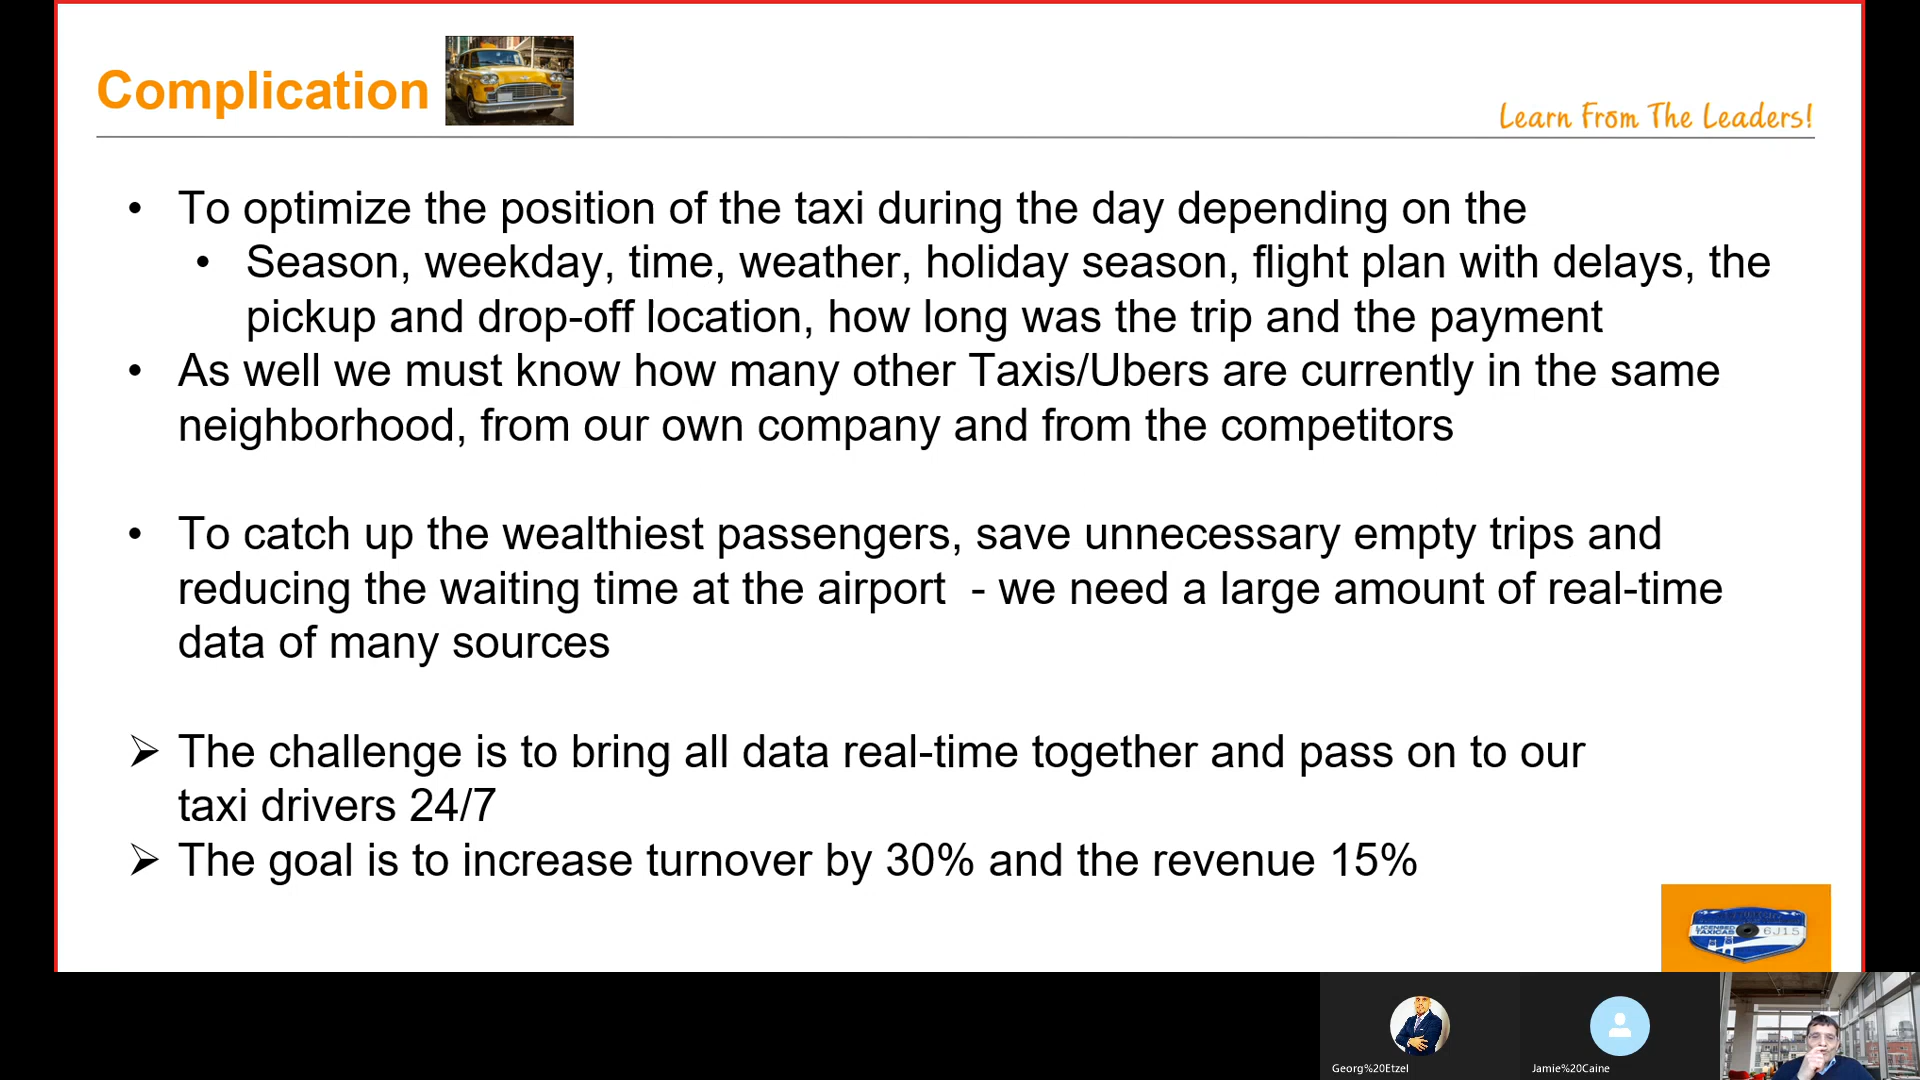 Complication
Learn From The Leaders!
• To optimize the position of the taxi during the day depending on the
• Season, weekday, time, weather, holiday season, flight plan with delays, the
pickup and drop-off location, how long was the trip and the payment
• As well we must know how many other Taxis/Ubers are currently in the same
neighborhood, from our own company and from the competitors
• To catch up the wealthiest passengers, save unnecessary empty trips and
reducing the waiting time at the airport - we need a large amount of real-time
data of many sources
➢ The challenge is to bring all data real-time together and pass on to our
taxi drivers 24/7
➢ The goal is to increase turnover by 30% and the revenue 15%
LICENSED
TAXICAB
6J15
Georg%20Etzel
Jamie%20Caine